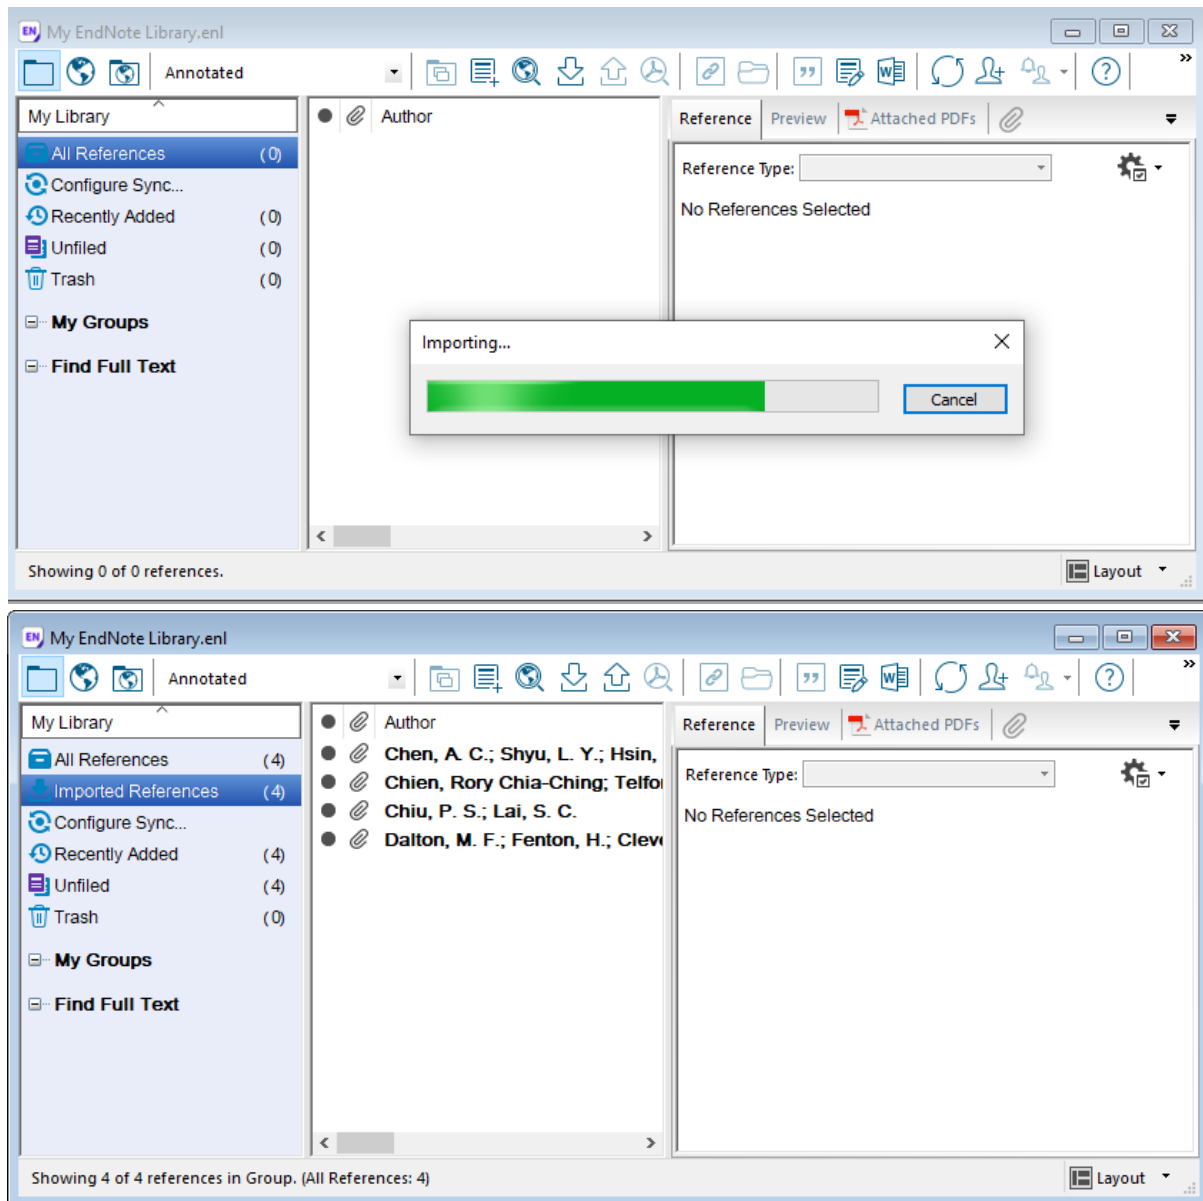 EN My EndNote Library.enl
Annotated
»
My Library
Author
Reference Preview Attached PDFs
All References (0)
Reference Type:
Configure Sync...
Recently Added (0)
No References Selected
Unfiled (0)
Trash (0)
My Groups
Importing...
Find Full Text
Cancel
Showing 0 of 0 references.
Layout
EN My EndNote Library.enl
Annotated
»
My Library
Author
Reference Preview Attached PDFs
All References (4)
Chen, A. C.; Shyu, L. Y.; Hsin,
Reference Type:
Imported References (4)
Chien, Rory Chia-Ching; Telfo
Configure Sync...
Chiu, P. S.; Lai, S. C.
No References Selected
Recently Added (4)
Dalton, M. F.; Fenton, H.; Cleve
Unfiled (4)
Trash (0)
My Groups
Find Full Text
Showing 4 of 4 references in Group. (All References: 4)
Layout